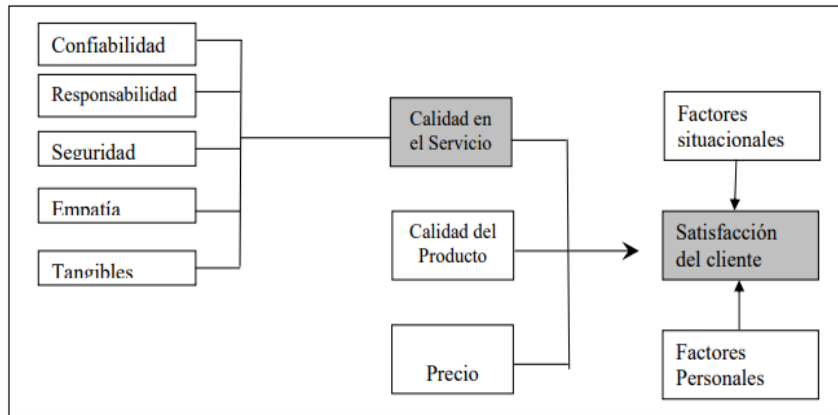 Confiabilidad
Responsabilidad
Seguridad
Empatía
Tangibles
Calidad en
el Servicio
Calidad del
Producto
Precio
Factores
situacionales
Satisfacción
del cliente
Factores
Personales